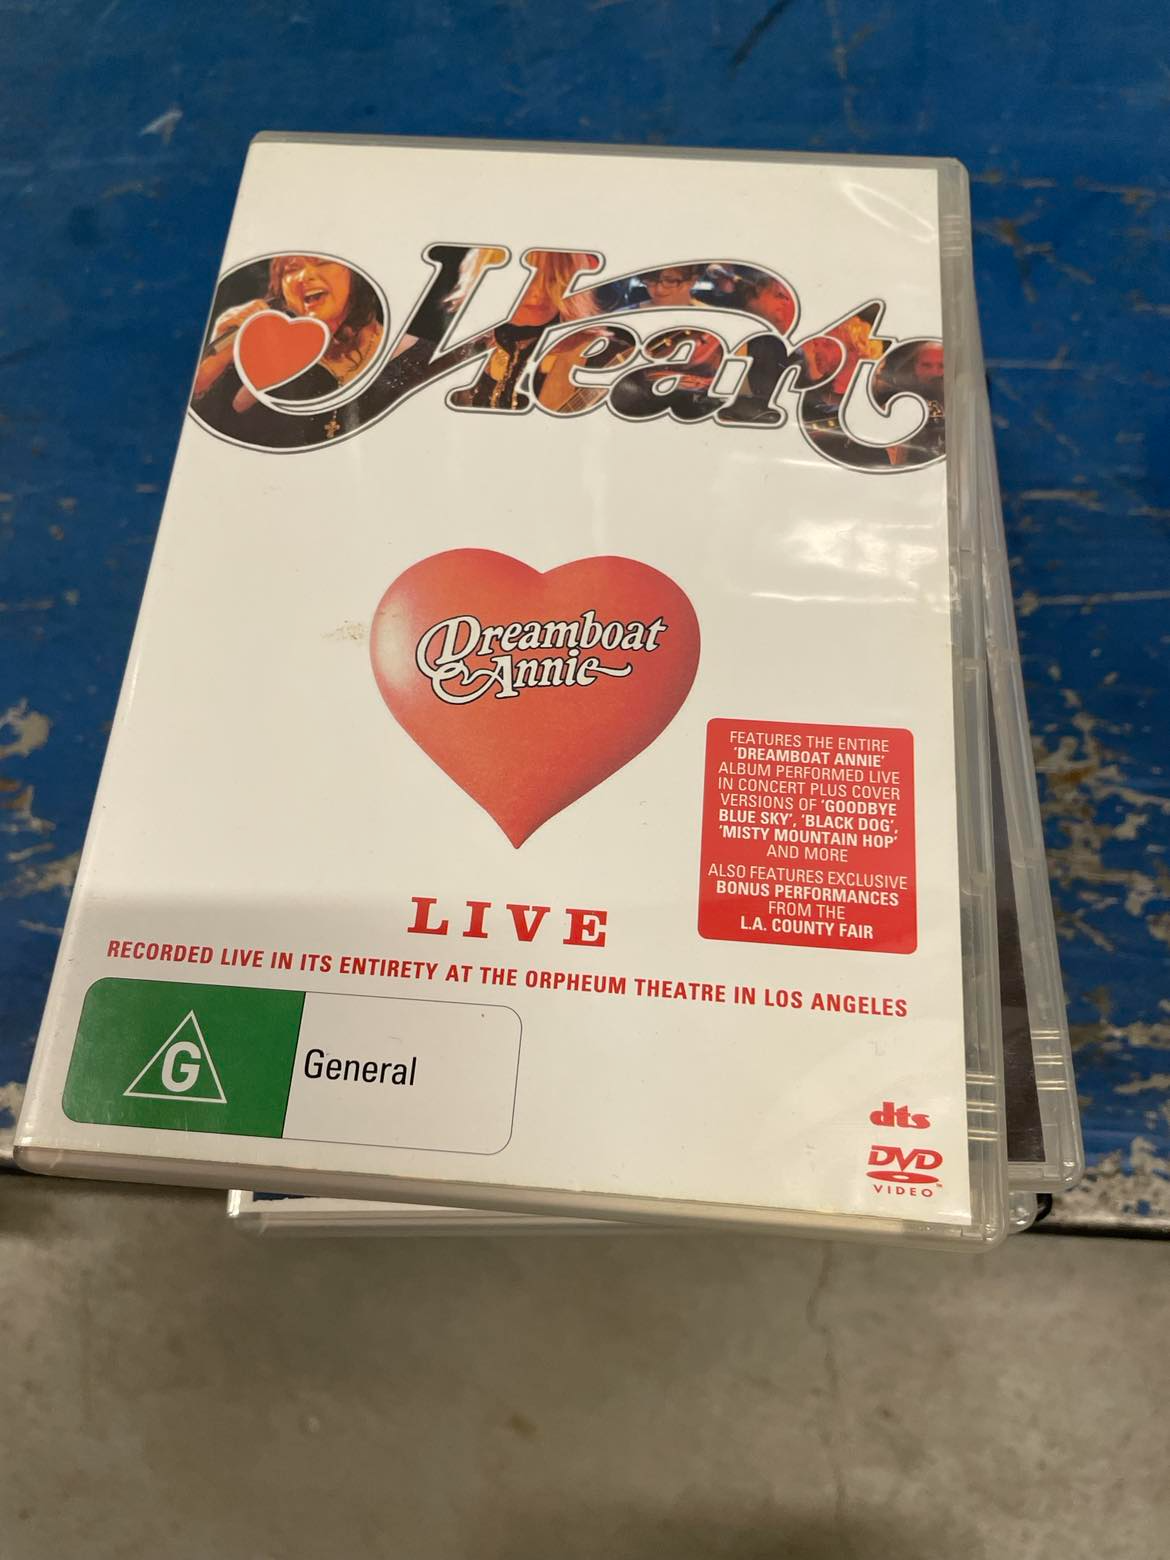 Heart
Dreamboat
Annie
FEATURES THE ENTIRE
'DREAMBOAT ANNIE'
ALBUM PERFORMED LIVE
IN CONCERT PLUS COVER
VERSIONS OF 'GOODBYE
BLUE SKY', 'BLACK DOG',
'MISTY MOUNTAIN HOP'
AND MORE
ALSO FEATURES EXCLUSIVE
BONUS PERFORMANCES
FROM THE
L.A. COUNTY FAIR
LIVE
RECORDED LIVE IN ITS ENTIRETY AT THE ORPHEUM THEATRE IN LOS ANGELES
G General
dts
DVD
VIDEO™